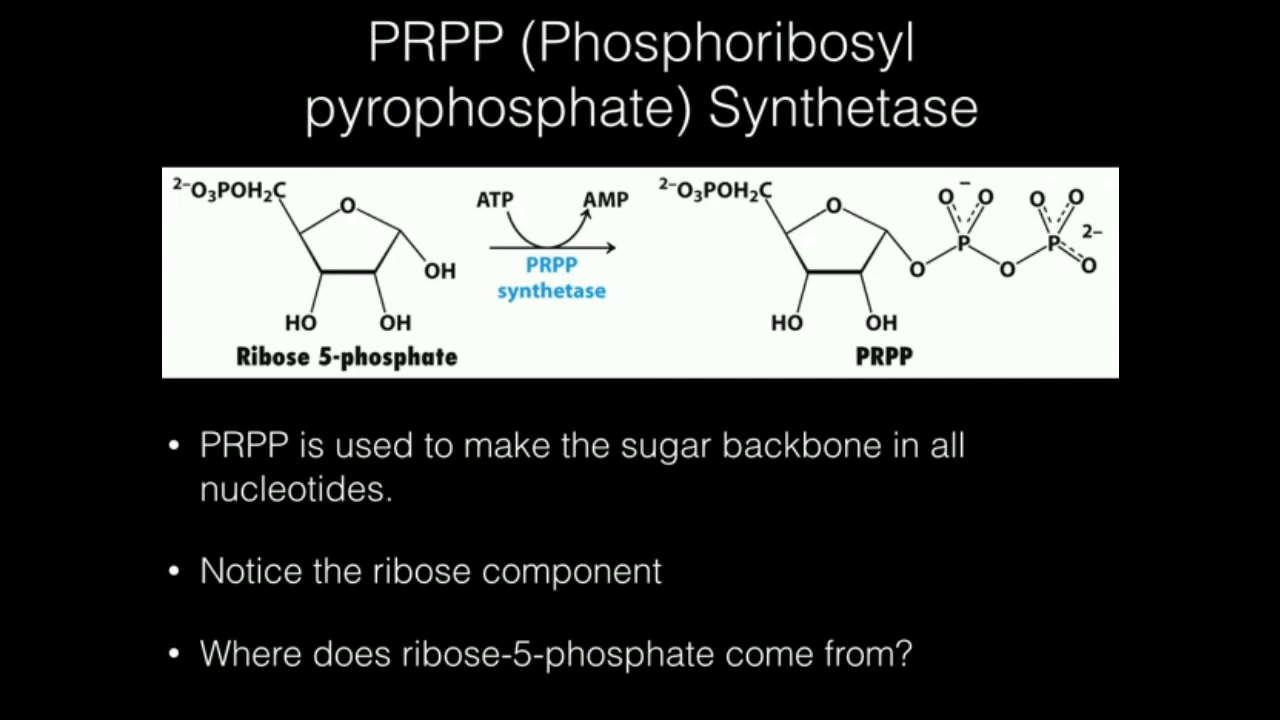 PRPP (Phosphoribosyl
pyrophosphate) Synthetase
²⁻O₃POH₂C
O
OH
HO
OH
Ribose 5-phosphate
ATP
AMP
PRPP
synthetase
²⁻O₃POH₂C
O
O
HO
OH
O
−
O
P
O
O
O
P
2−
O
PRPP
• PRPP is used to make the sugar backbone in all
nucleotides.
• Notice the ribose component
• Where does ribose-5-phosphate come from?